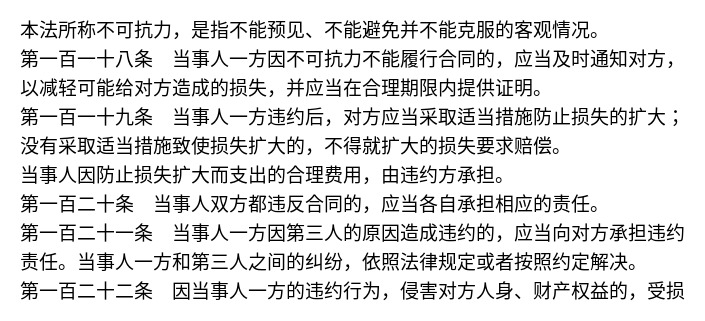 本法所称不可抗力，是指不能预见、不能避免并不能克服的客观情况。
第一百一十八条　当事人一方因不可抗力不能履行合同的，应当及时通知对方，
以减轻可能给对方造成的损失，并应当在合理期限内提供证明。
第一百一十九条　当事人一方违约后，对方应当采取适当措施防止损失的扩大；
没有采取适当措施致使损失扩大的，不得就扩大的损失要求赔偿。
当事人因防止损失扩大而支出的合理费用，由违约方承担。
第一百二十条　当事人双方都违反合同的，应当各自承担相应的责任。
第一百二十一条　当事人一方因第三人的原因造成违约的，应当向对方承担违约
责任。当事人一方和第三人之间的纠纷，依照法律规定或者按照约定解决。
第一百二十二条　因当事人一方的违约行为，侵害对方人身、财产权益的，受损